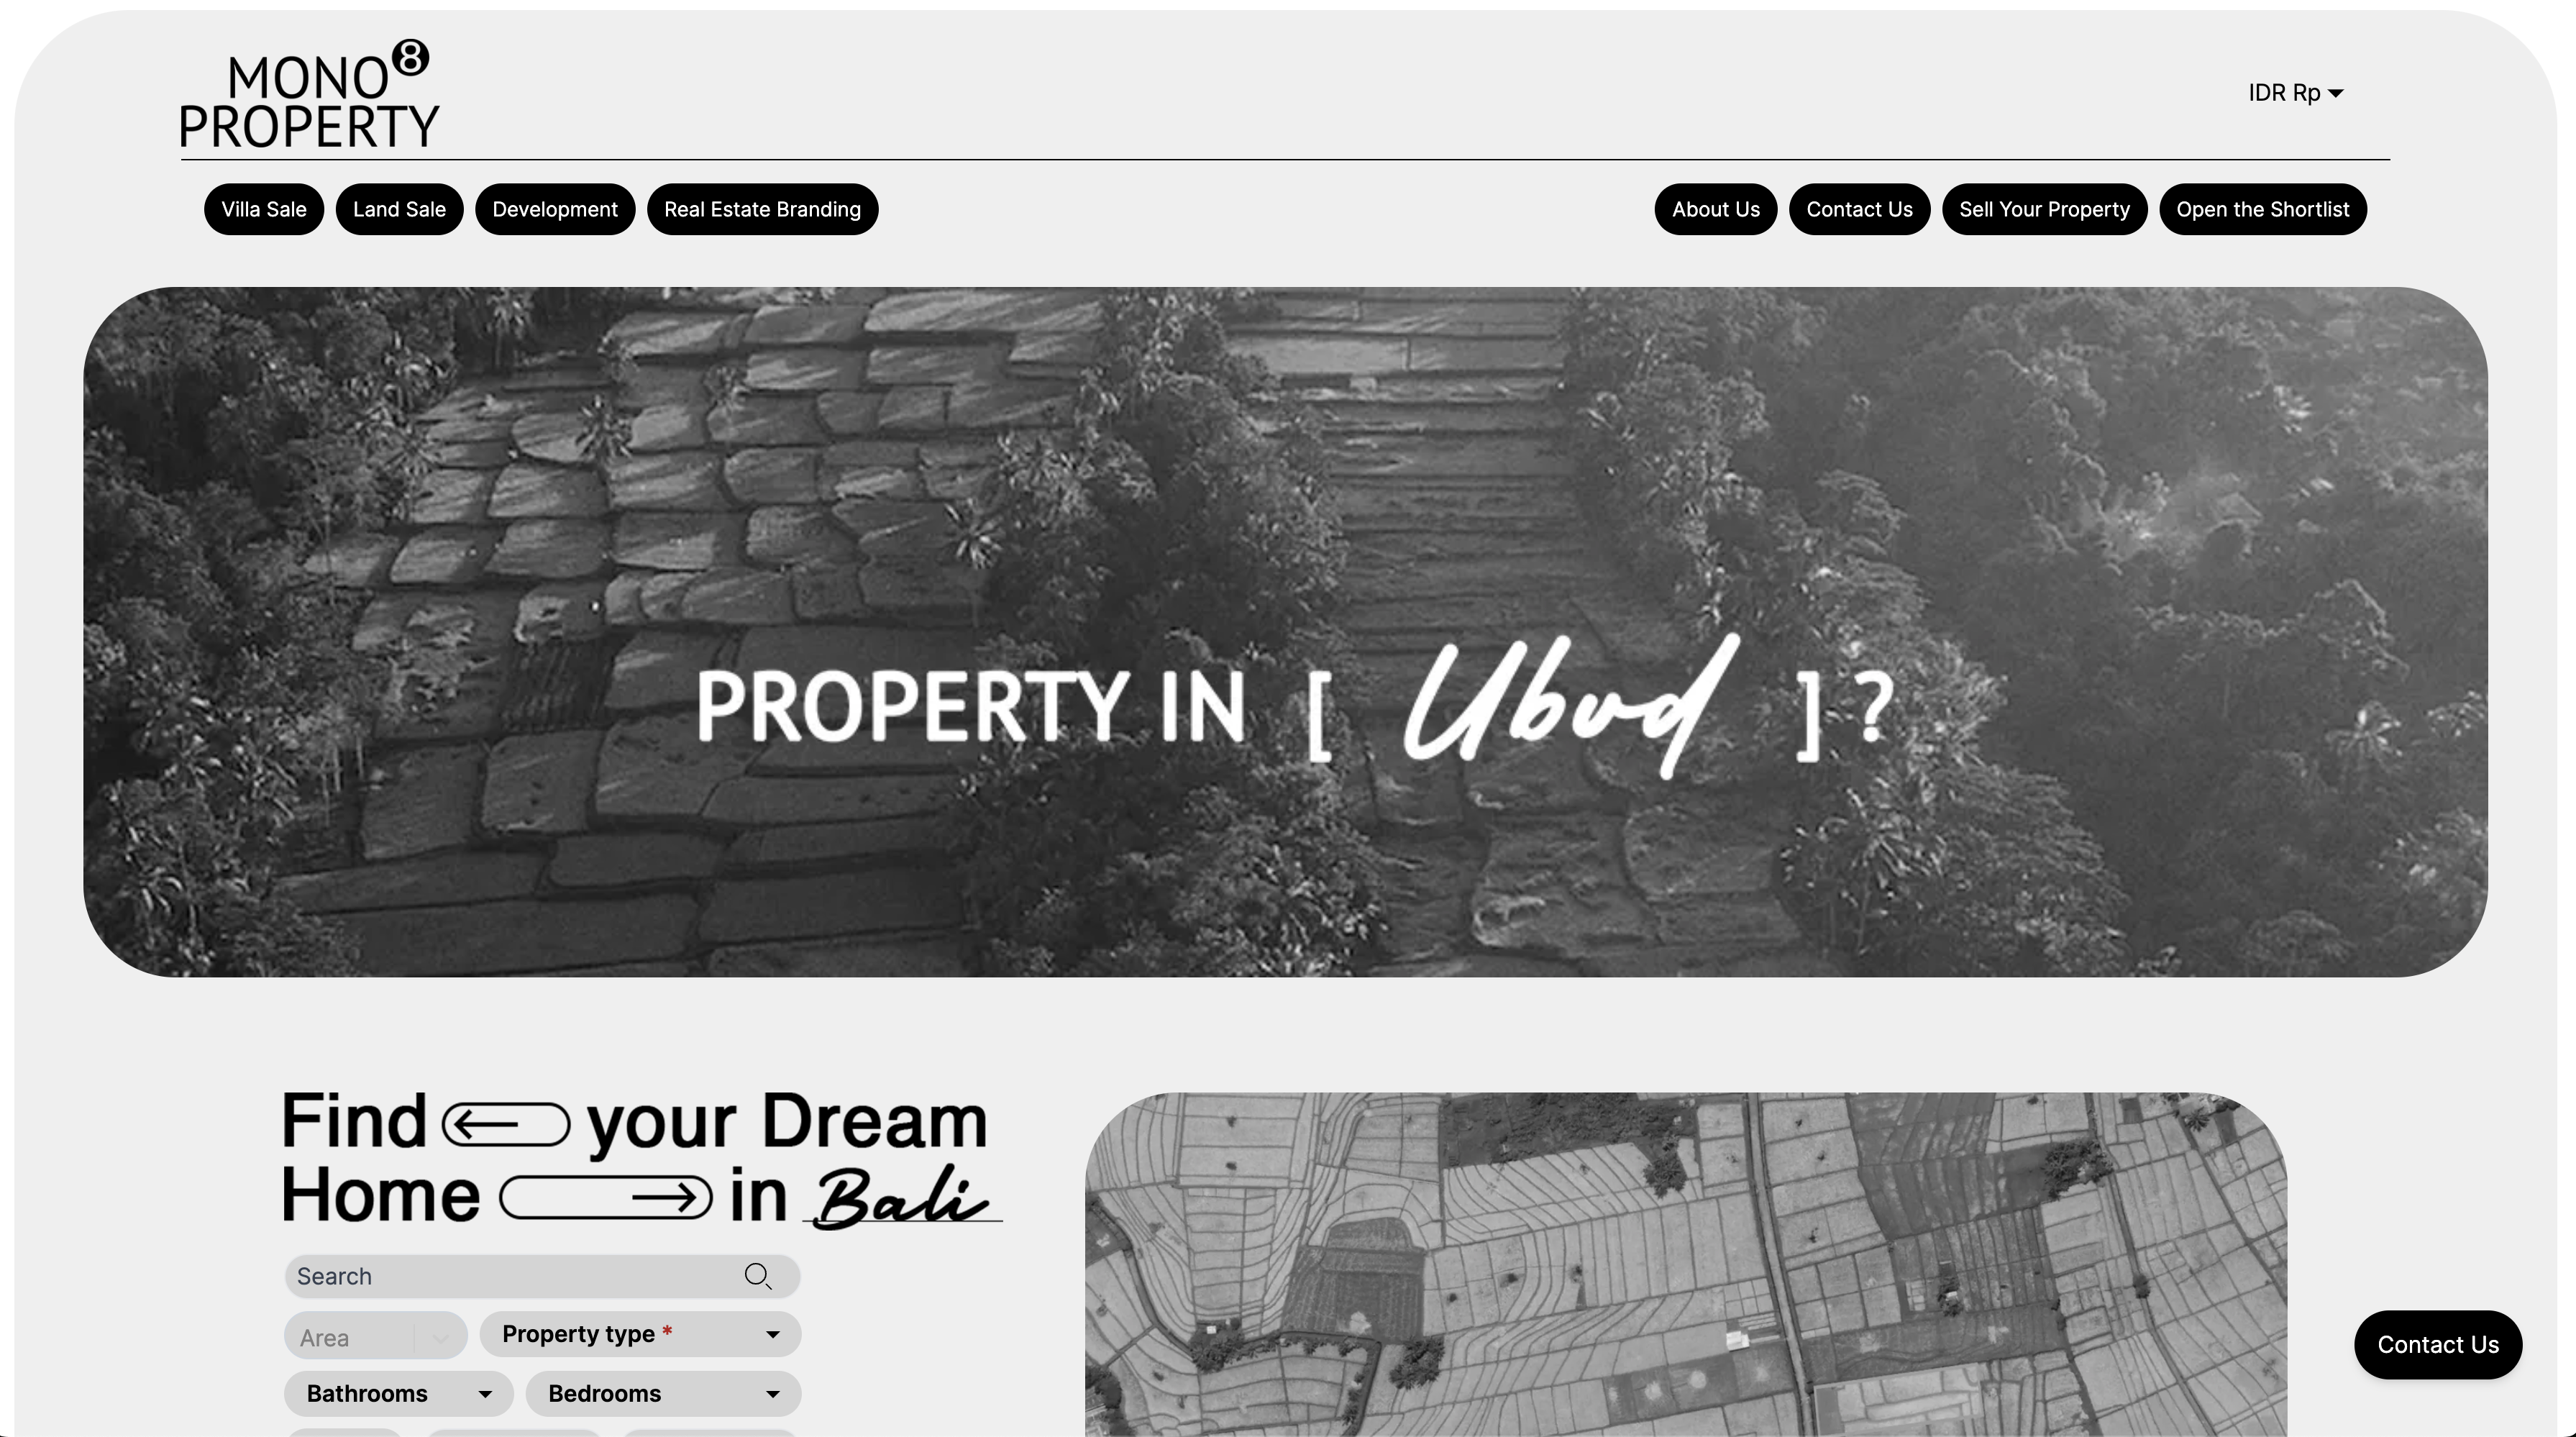 MONO8
PROPERTY
IDR Rp
Villa Sale
Land Sale
Development
Real Estate Branding
About Us
Contact Us
Sell Your Property
Open the Shortlist
PROPERTY IN [ Ubud ] ?
Find your Dream
Home in Bali
Search
Area
Property type *
Bathrooms
Bedrooms
Contact Us